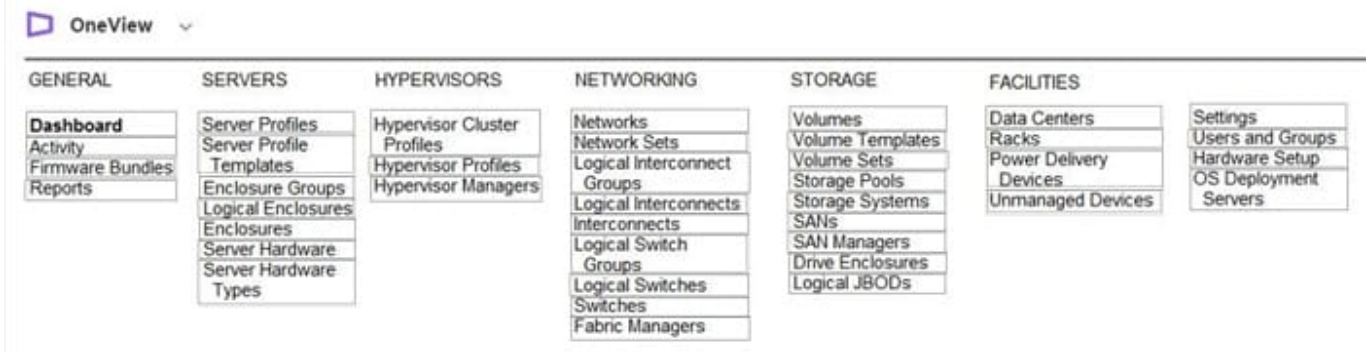 OneView
GENERAL
Dashboard
Activity
Firmware Bundles
Reports
SERVERS
Server Profiles
Server Profile
Templates
Enclosure Groups
Logical Enclosures
Enclosures
Server Hardware
Server Hardware
Types
HYPERVISORS
Hypervisor Cluster
Profiles
Hypervisor Profiles
Hypervisor Managers
NETWORKING
Networks
Network Sets
Logical Interconnect
Groups
Logical Interconnects
Interconnects
Logical Switch
Groups
Logical Switches
Switches
Fabric Managers
STORAGE
Volumes
Volume Templates
Volume Sets
Storage Pools
Storage Systems
SANs
SAN Managers
Drive Enclosures
Logical JBODs
FACILITIES
Data Centers
Racks
Power Delivery
Devices
Unmanaged Devices
Settings
Users and Groups
Hardware Setup
OS Deployment
Servers